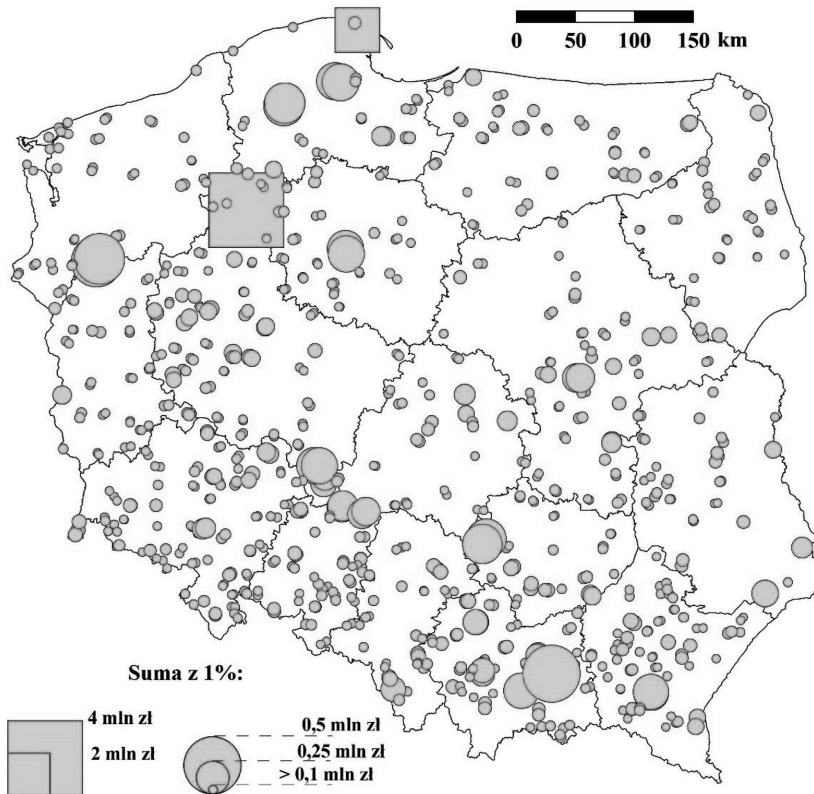 0 50 100 150 km
Suma z 1%:
4 mln zł
2 mln zł
0,5 mln zł
0,25 mln zł
> 0,1 mln zł